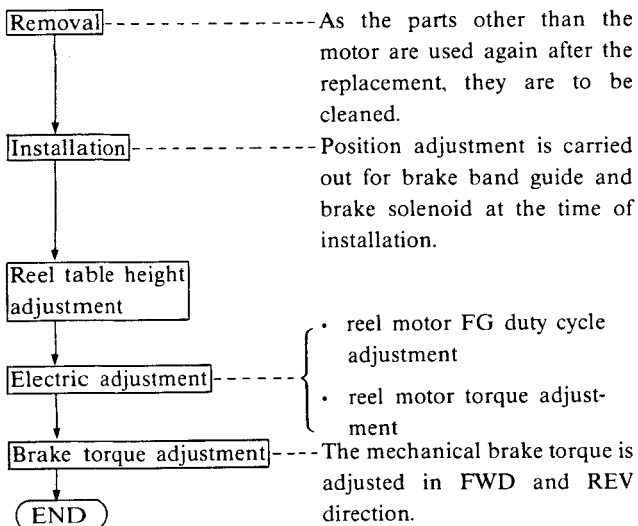 Removal
As the parts other than the
motor are used again after the
replacement, they are to be
cleaned.
Installation
Position adjustment is carried
out for brake band guide and
brake solenoid at the time of
installation.
Reel table height
adjustment
Electric adjustment
• reel motor FG duty cycle
adjustment
• reel motor torque adjust-
ment
Brake torque adjustment
The mechanical brake torque is
adjusted in FWD and REV
direction.
END